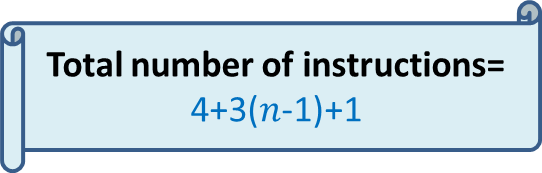 Total number of instructions=
4+3(n-1)+1